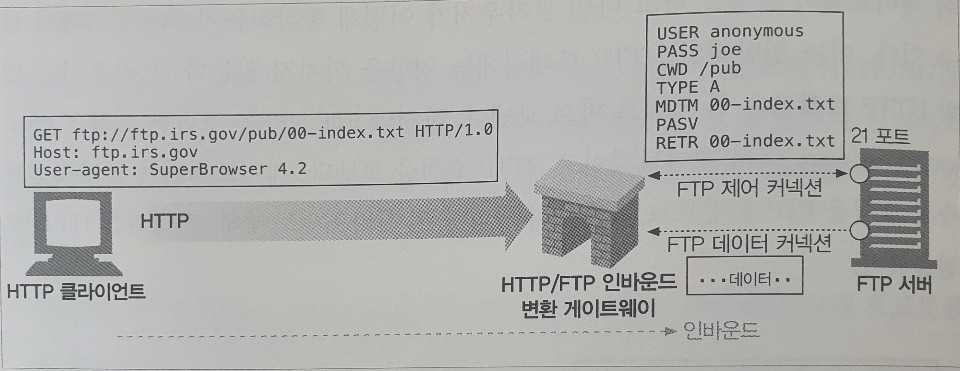 USER anonymous
PASS joe
CWD /pub
TYPE A
MDTM 00-index.txt
PASV
RETR 00-index.txt
GET ftp://ftp.irs.gov/pub/00-index.txt HTTP/1.0
Host: ftp.irs.gov
User-agent: SuperBrowser 4.2
21 포트
FTP 제어 커넥션
HTTP
FTP 데이터 커넥션
...데이터..
HTTP 클라이언트
HTTP/FTP 인바운드
변환 게이트웨이
FTP 서버
인바운드